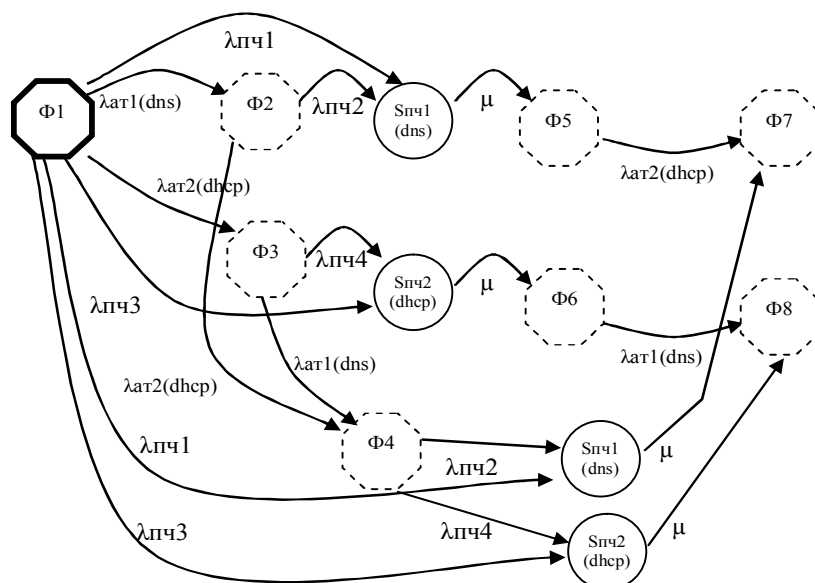 λпч1
Ф1
λат1(dns)
Ф2
λпч2
Sпч1
(dns)
μ
Ф5
Ф7
λат2(dhcp)
λат2(dhcp)
Ф3
λпч4
Sпч2
(dhcp)
μ
Ф6
Ф8
λпч3
λат1(dns)
λат1(dns)
λат2(dhcp)
Ф4
λпч1
λпч2
Sпч1
(dns)
μ
λпч3
λпч4
Sпч2
(dhcp)
μ